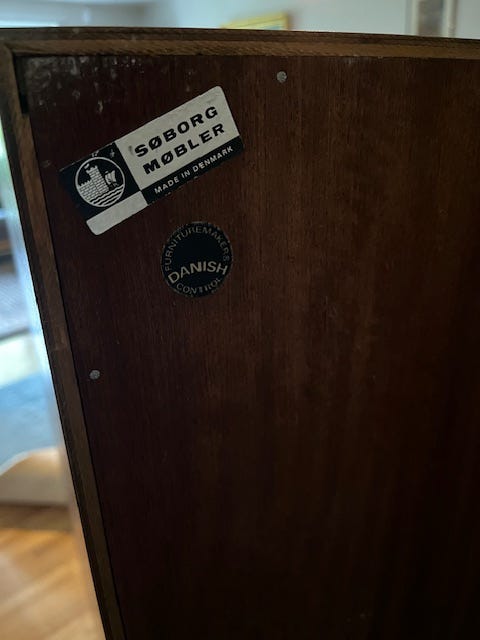 SØBORG
MØBLER
MADE IN DENMARK
FURNITUREMAKERS
DANISH
CONTROL